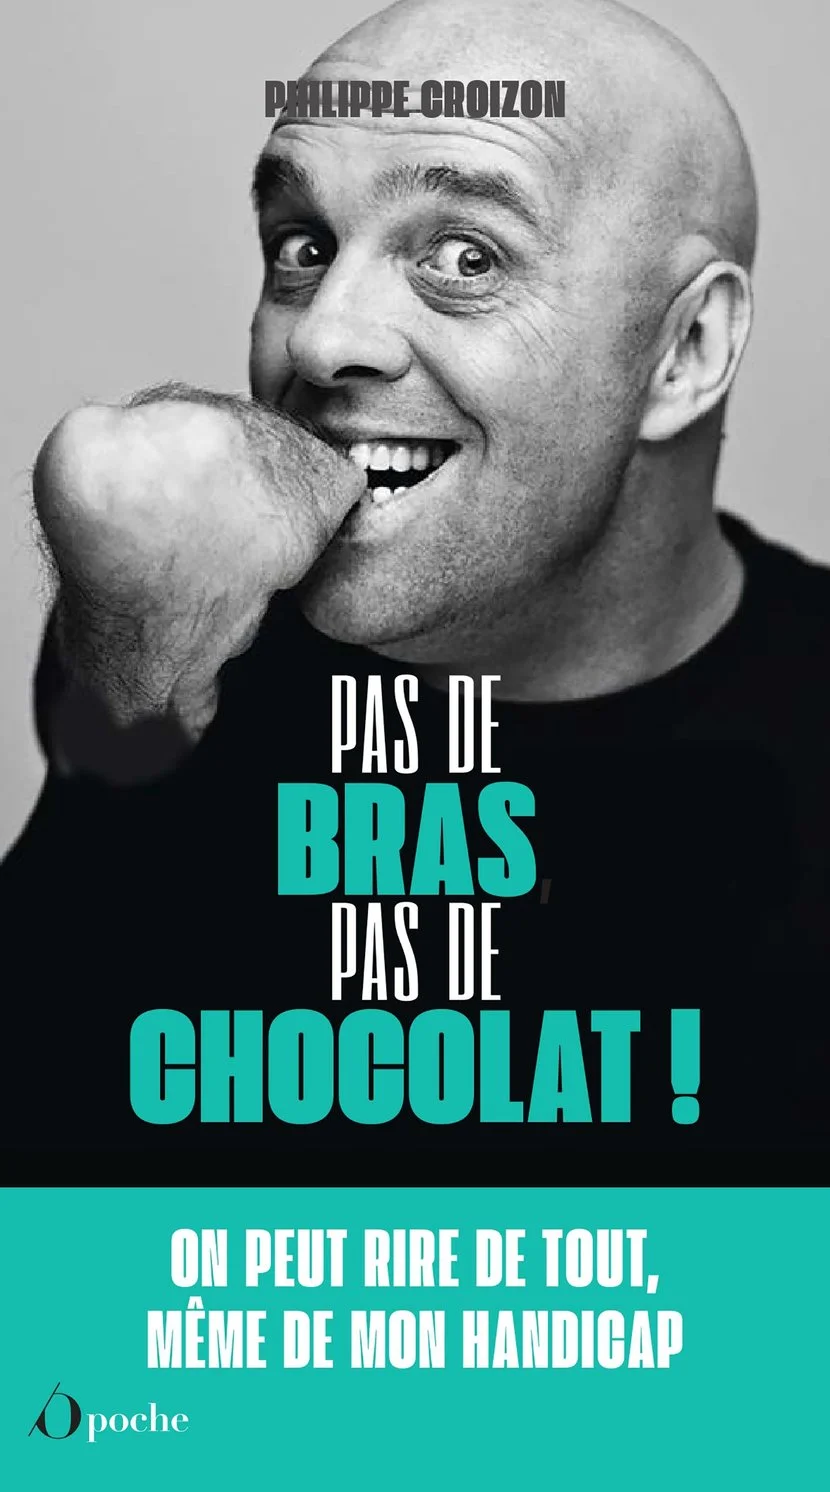 PHILIPPE CROIZON
PAS DE
BRAS,
PAS DE
CHOCOLAT !
ON PEUT RIRE DE TOUT,
MÊME DE MON HANDICAP
Ó poche